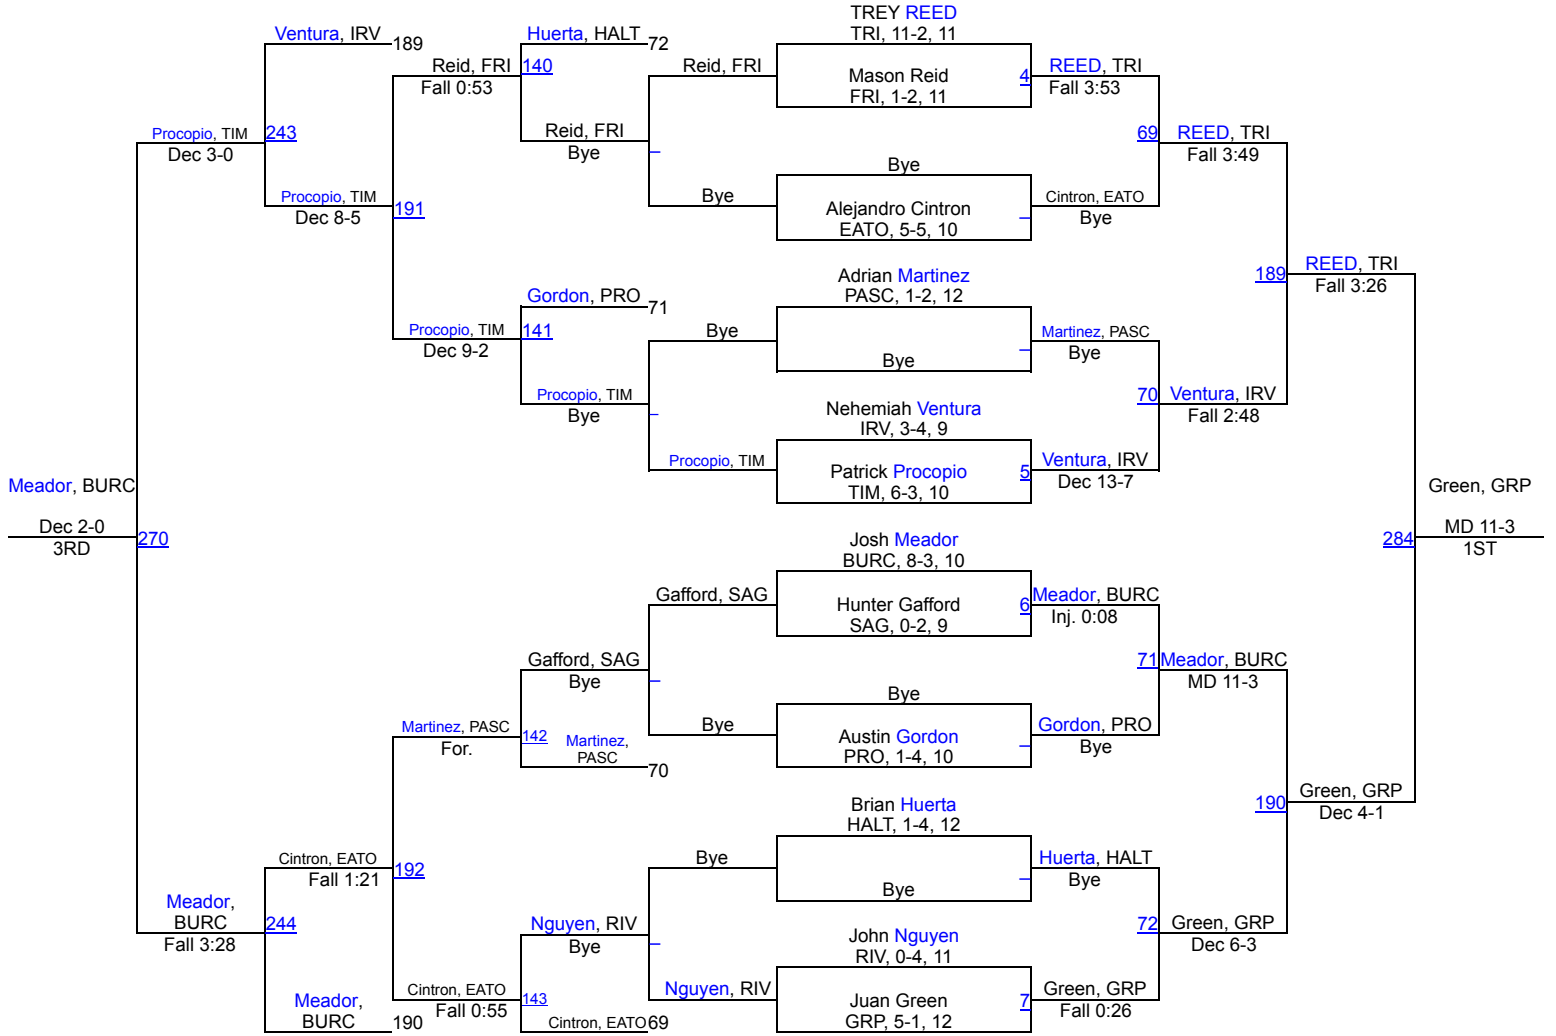 TREY REED
TRI, 11-2, 11
Ventura, IRV
189
Huerta, HALT
72
Reid, FRI
Fall 0:53
140
Reid, FRI
Mason Reid
FRI, 1-2, 11
4
REED, TRI
Fall 3:53
Procopio, TIM
Dec 3-0
243
Reid, FRI
Bye
69
REED, TRI
Fall 3:49
Bye
Procopio, TIM
Dec 8-5
191
Bye
Alejandro Cintron
EATO, 5-5, 10
Cintron, EATO
Bye
189
REED, TRI
Fall 3:26
Adrian Martinez
PASC, 1-2, 12
Gordon, PRO
71
Procopio, TIM
Dec 9-2
141
Bye
Bye
Martinez, PASC
Bye
Procopio, TIM
Bye
70
Ventura, IRV
Fall 2:48
Nehemiah Ventura
IRV, 3-4, 9
Procopio, TIM
Patrick Procopio
TIM, 6-3, 10
5
Ventura, IRV
Dec 13-7
Meador, BURC
Dec 2-0
3RD
270
Green, GRP
284
MD 11-3
1ST
Josh Meador
BURC, 8-3, 10
Gafford, SAG
Hunter Gafford
SAG, 0-2, 9
6
Meador, BURC
Inj. 0:08
Gafford, SAG
Bye
71
Meador, BURC
MD 11-3
Bye
Martinez, PASC
For.
142
Martinez,
PASC
70
Bye
Austin Gordon
PRO, 1-4, 10
Gordon, PRO
Bye
190
Green, GRP
Dec 4-1
Brian Huerta
HALT, 1-4, 12
Cintron, EATO
Fall 1:21
192
Bye
Bye
Huerta, HALT
Bye
Meador,
BURC
Fall 3:28
244
Nguyen, RIV
Bye
72
Green, GRP
Dec 6-3
John Nguyen
RIV, 0-4, 11
Cintron, EATO
Fall 0:55
143
Nguyen, RIV
Juan Green
GRP, 5-1, 12
7
Green, GRP
Fall 0:26
Meador,
BURC
190
Cintron, EATO
69